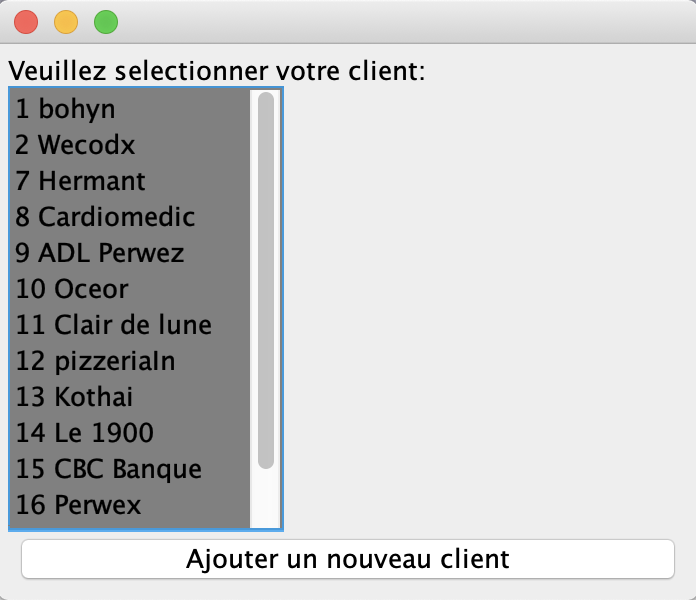 Veuillez selectionner votre client:
1 bohyn
2 Wecodx
7 Hermant
8 Cardiomedic
9 ADL Perwez
10 Oceor
11 Clair de lune
12 pizzeriaIn
13 Kothai
14 Le 1900
15 CBC Banque
16 Perwex
Ajouter un nouveau client